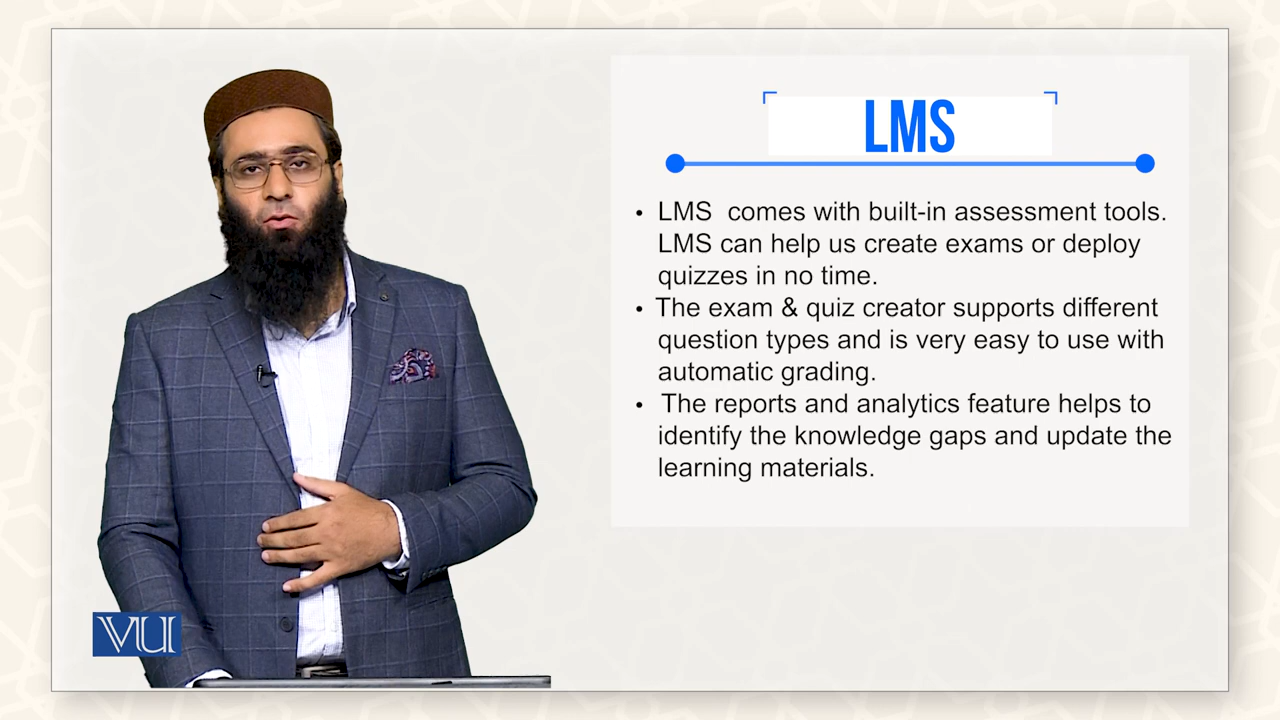 LMS
• LMS  comes with built-in assessment tools.
LMS can help us create exams or deploy
quizzes in no time.
• The exam & quiz creator supports different
question types and is very easy to use with
automatic grading.
•  The reports and analytics feature helps to
identify the knowledge gaps and update the
learning materials.
VU